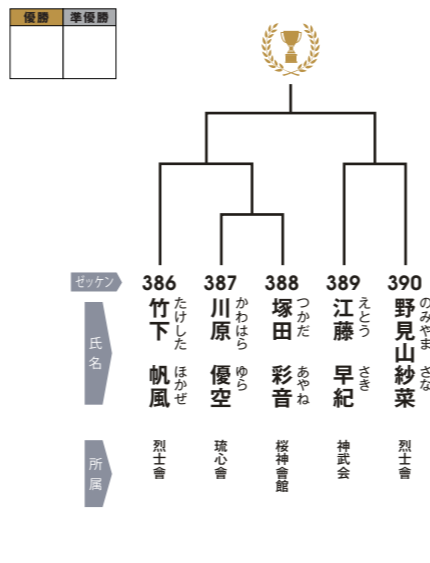 優勝 準優勝
ゼッケン 386 387 388 389 390
氏名
竹下 帆風 たけした ほかぜ
川原 優空 かわはら ゆら
塚田 彩音 つかだ あやね
江藤 早紀 えとう さき
野見山 紗菜 のみやま さな
所属
烈士會
琉心會
桜神會館
神武会
烈士會